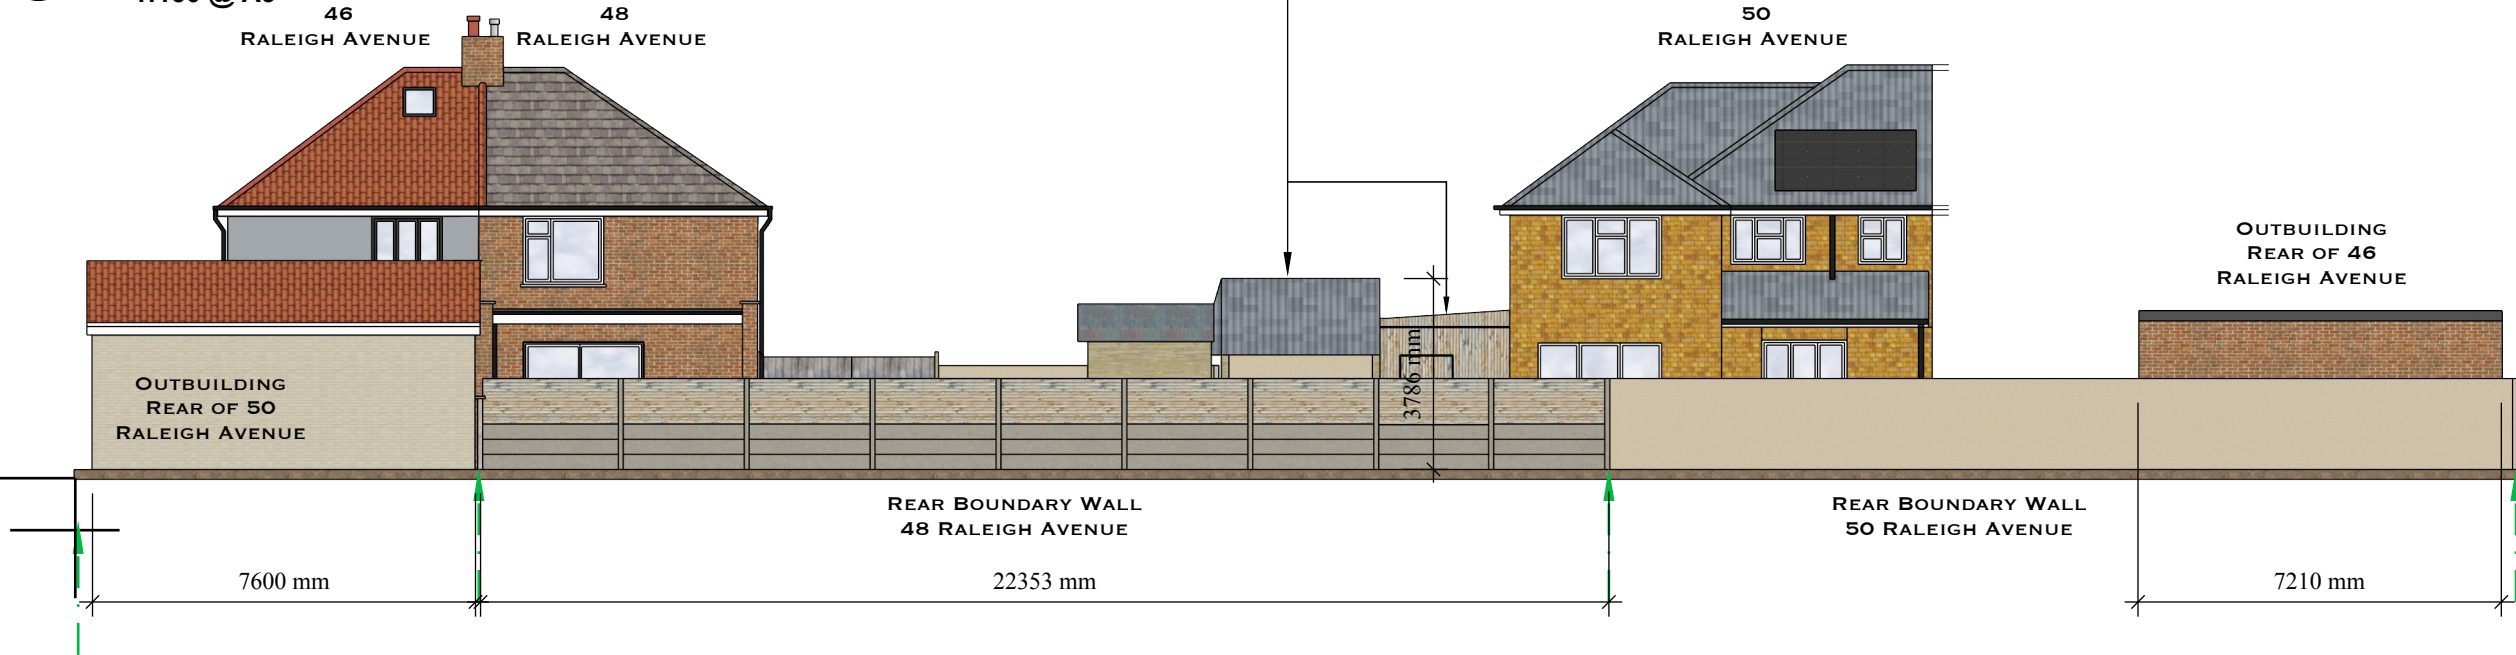 46
Raleigh Avenue
48
Raleigh Avenue
50
Raleigh Avenue
Outbuilding
Rear of 46
Raleigh Avenue
Outbuilding
Rear of 50
Raleigh Avenue
3786 mm
Rear Boundary Wall
48 Raleigh Avenue
Rear Boundary Wall
50 Raleigh Avenue
7600 mm
22353 mm
7210 mm